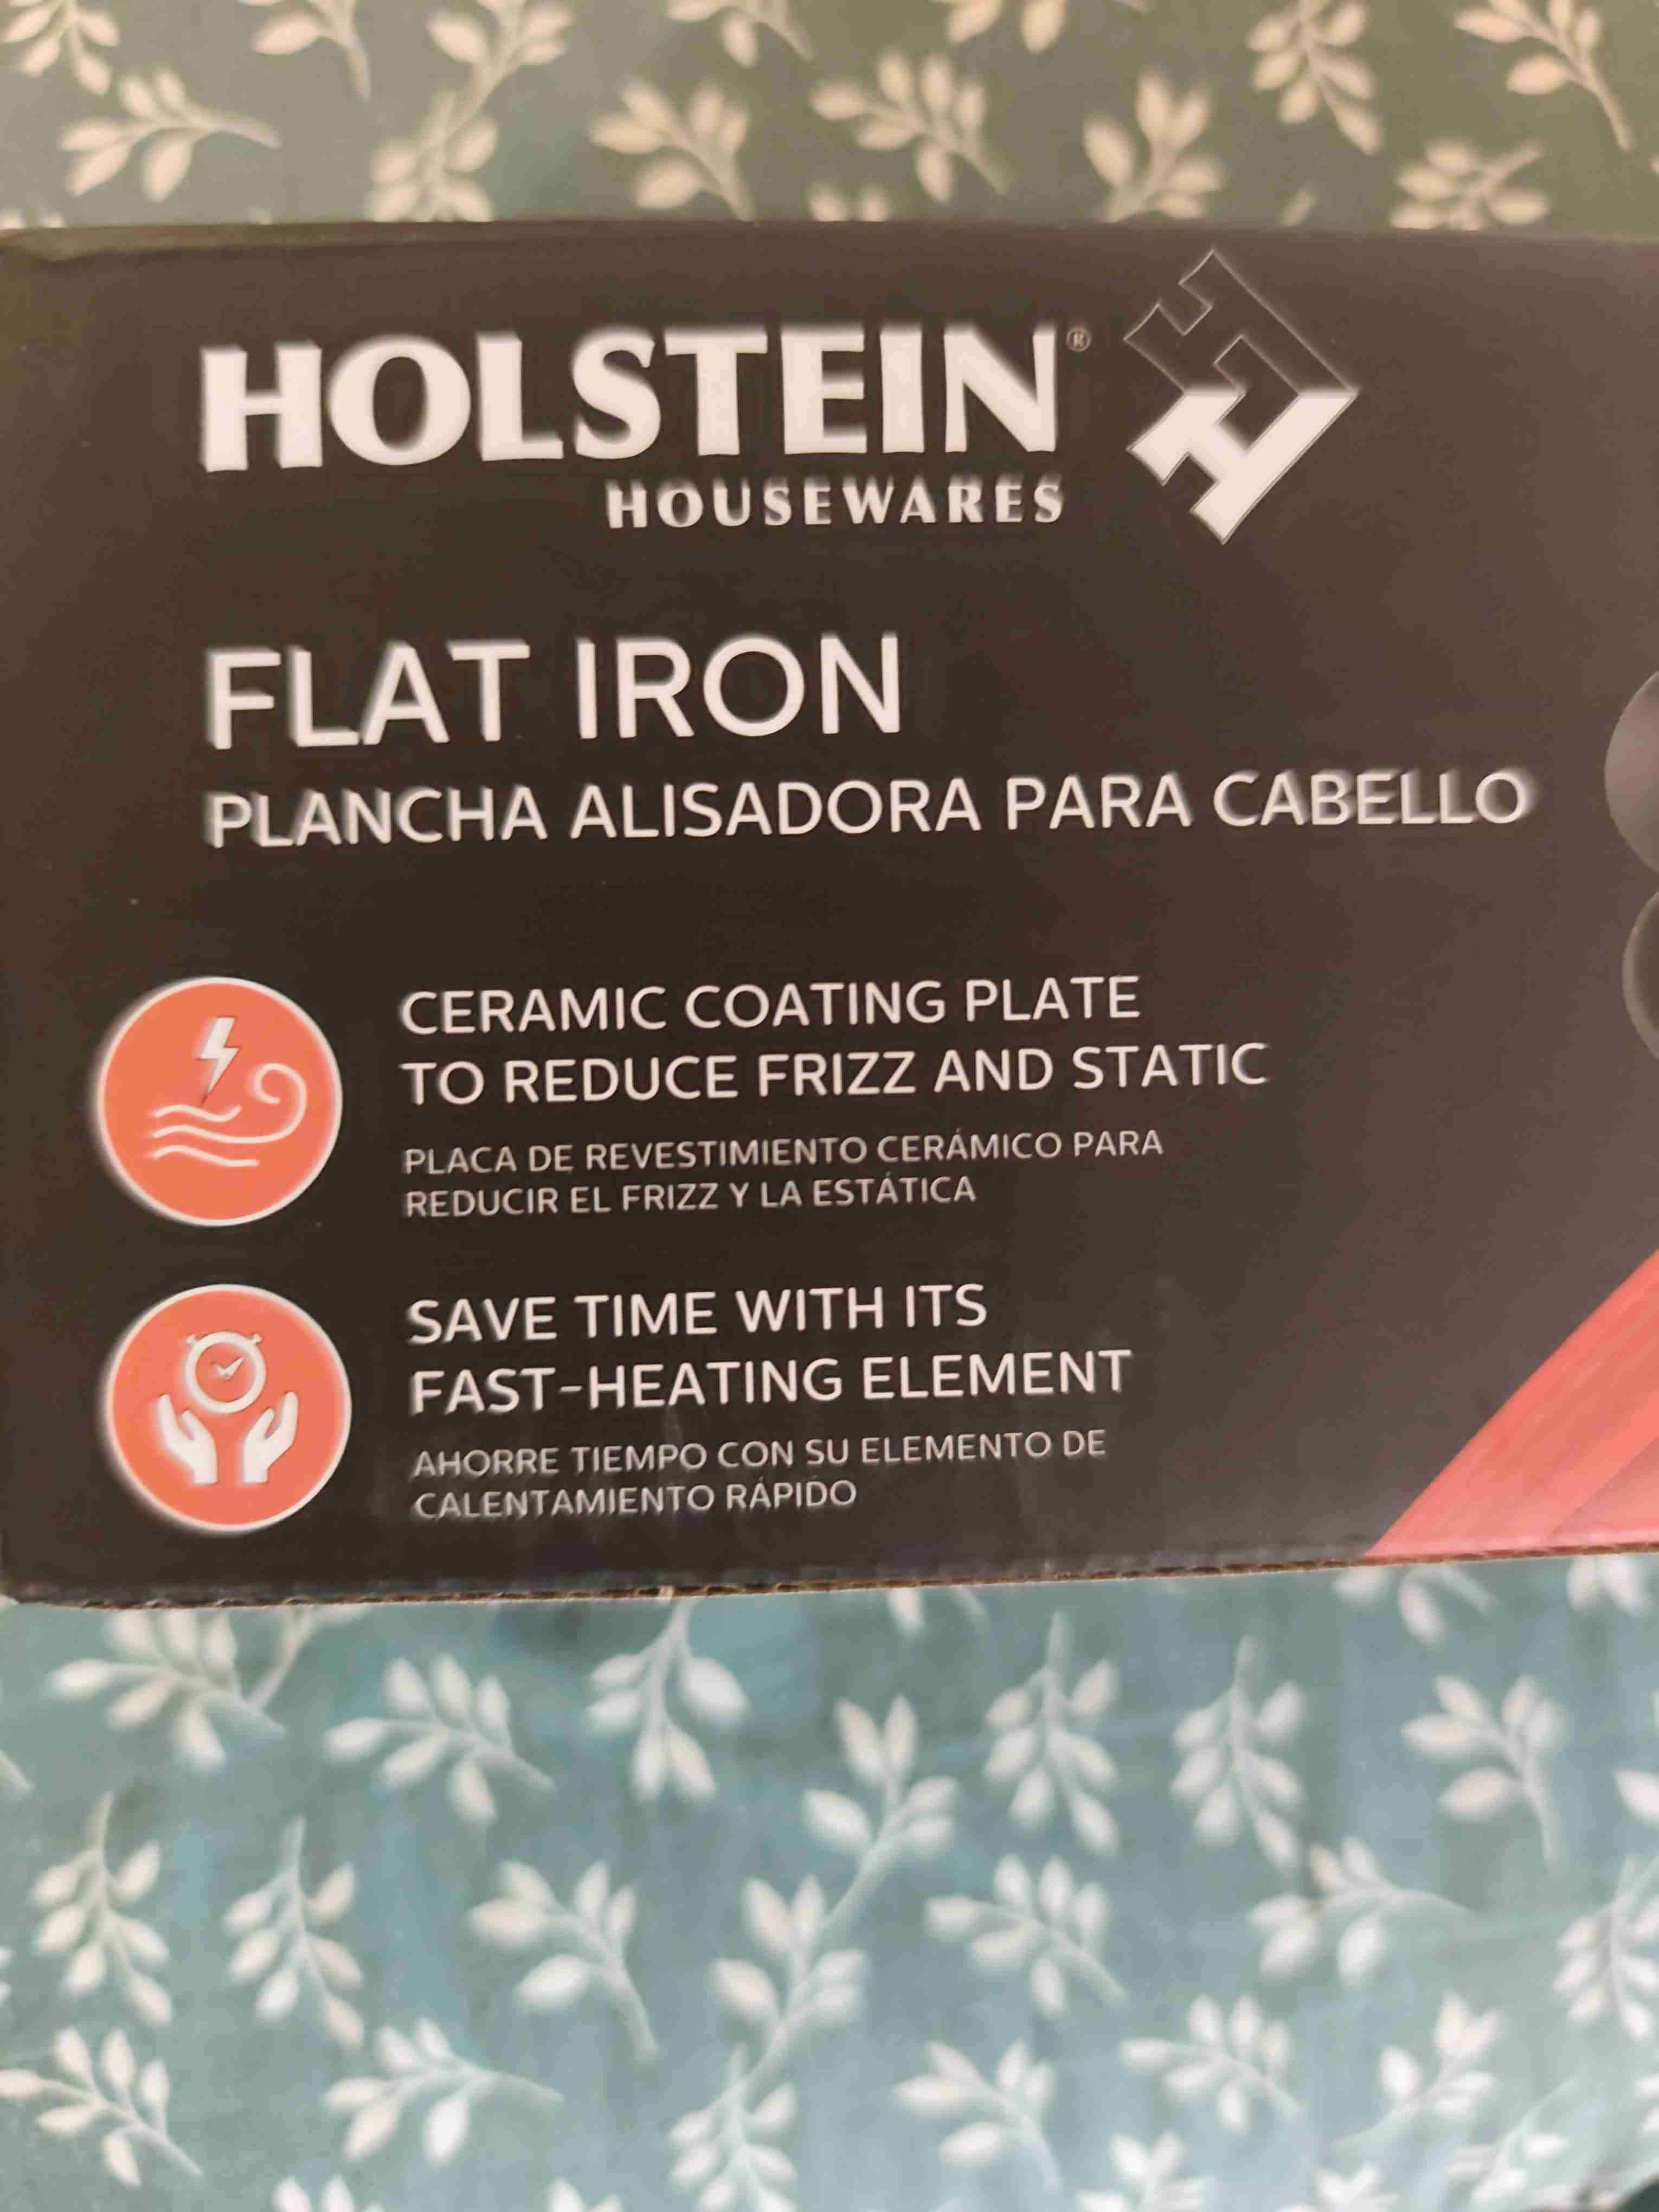 HOLSTEIN®
HOUSEWARES
FLAT IRON
PLANCHA ALISADORA PARA CABELLO
CERAMIC COATING PLATE
TO REDUCE FRIZZ AND STATIC
PLACA DE REVESTIMIENTO CERÁMICO PARA
REDUCIR EL FRIZZ Y LA ESTÁTICA
SAVE TIME WITH ITS
FAST-HEATING ELEMENT
AHORRE TIEMPO CON SU ELEMENTO DE
CALENTAMIENTO RÁPIDO